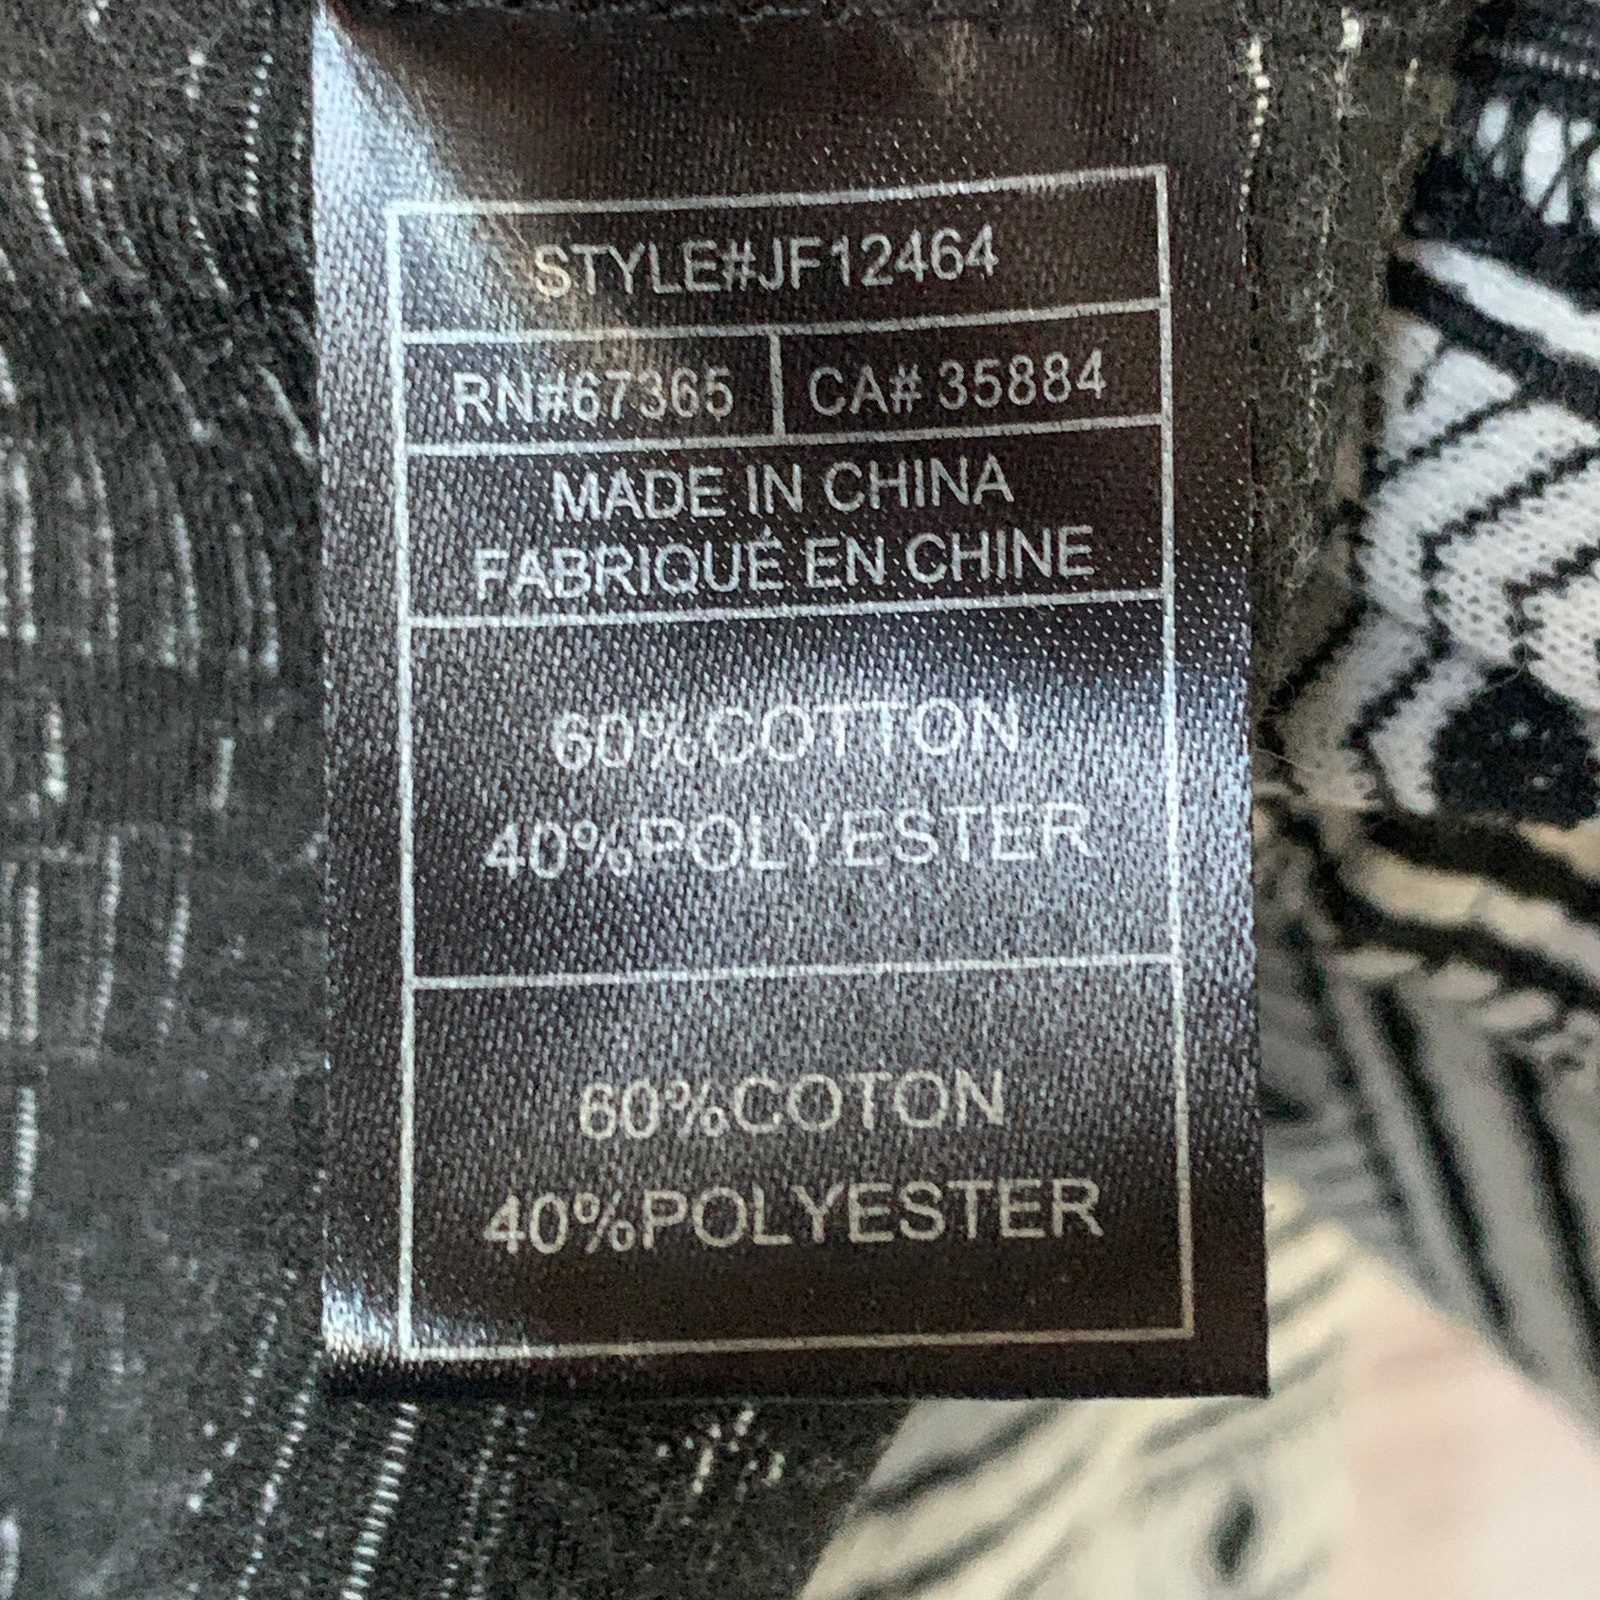 STYLE#JF12464
RN#67365 CA# 35884
MADE IN CHINA
FABRIQUÉ EN CHINE
60%COTTON
40%POLYESTER
60%COTON
40%POLYESTER